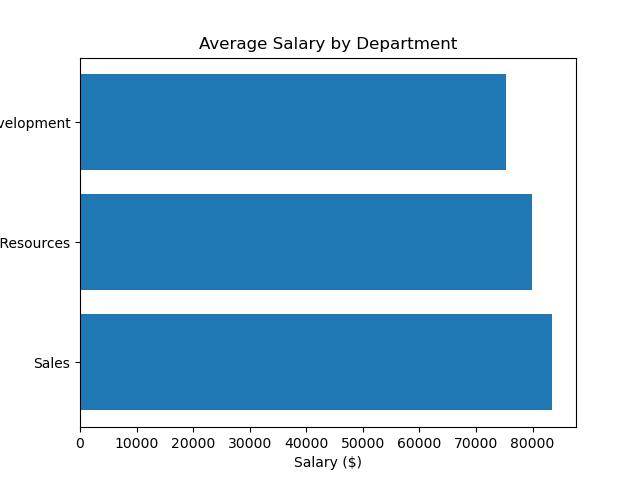 Average Salary by Department
velopment
Resources
Sales
0 10000 20000 30000 40000 50000 60000 70000 80000
Salary ($)